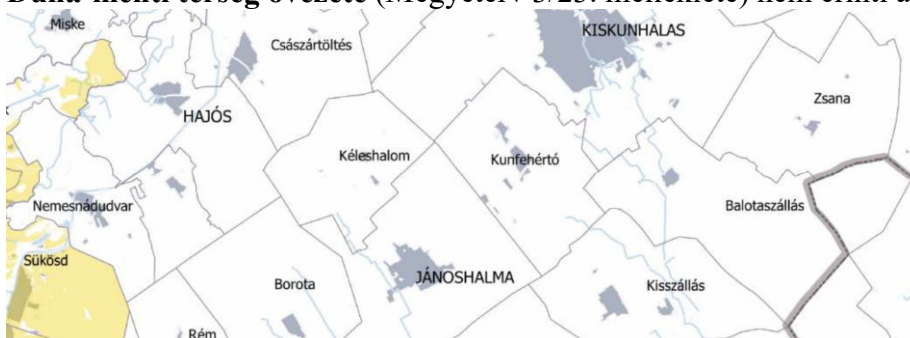 Duna-menti térség övezete (MegyeTrV 3/23. melléklete) nem érinti a
Miske
Császártöltés
KISKUNHALAS
Zsana
HAJÓS
Kéleshalom
Kunfehértó
Nemesnádudvar
Balotaszállás
Sükösd
Borota
JÁNOSHALMA
Kisszállás
Rém